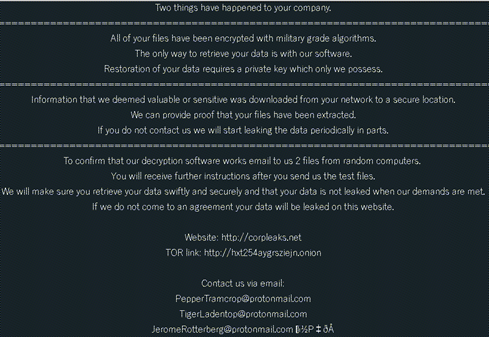 Two things have happened to your company.
==========================================================================
All of your files have been encrypted with military grade algorithms.
The only way to retrieve your data is with our software.
Restoration of your data requires a private key which only we possess.
==========================================================================
Information that we deemed valuable or sensitive was downloaded from your network to a secure location.
We can provide proof that your files have been extracted.
If you do not contact us we will start leaking the data periodically in parts.
==========================================================================
To confirm that our decryption software works email to us 2 files from random computers.
You will receive further instructions after you send us the test files.
We will make sure you retrieve your data swiftly and securely and that your data is not leaked when our demands are met.
If we do not come to an agreement your data will be leaked on this website.
Website: http://corpleaks.net
TOR link: http://hxt254aygrsziejn.onion
Contact us via email:
PepperTramcrop@protonmail.com
TigerLadentop@protonmail.com
JeromeRotterberg@protonmail.com